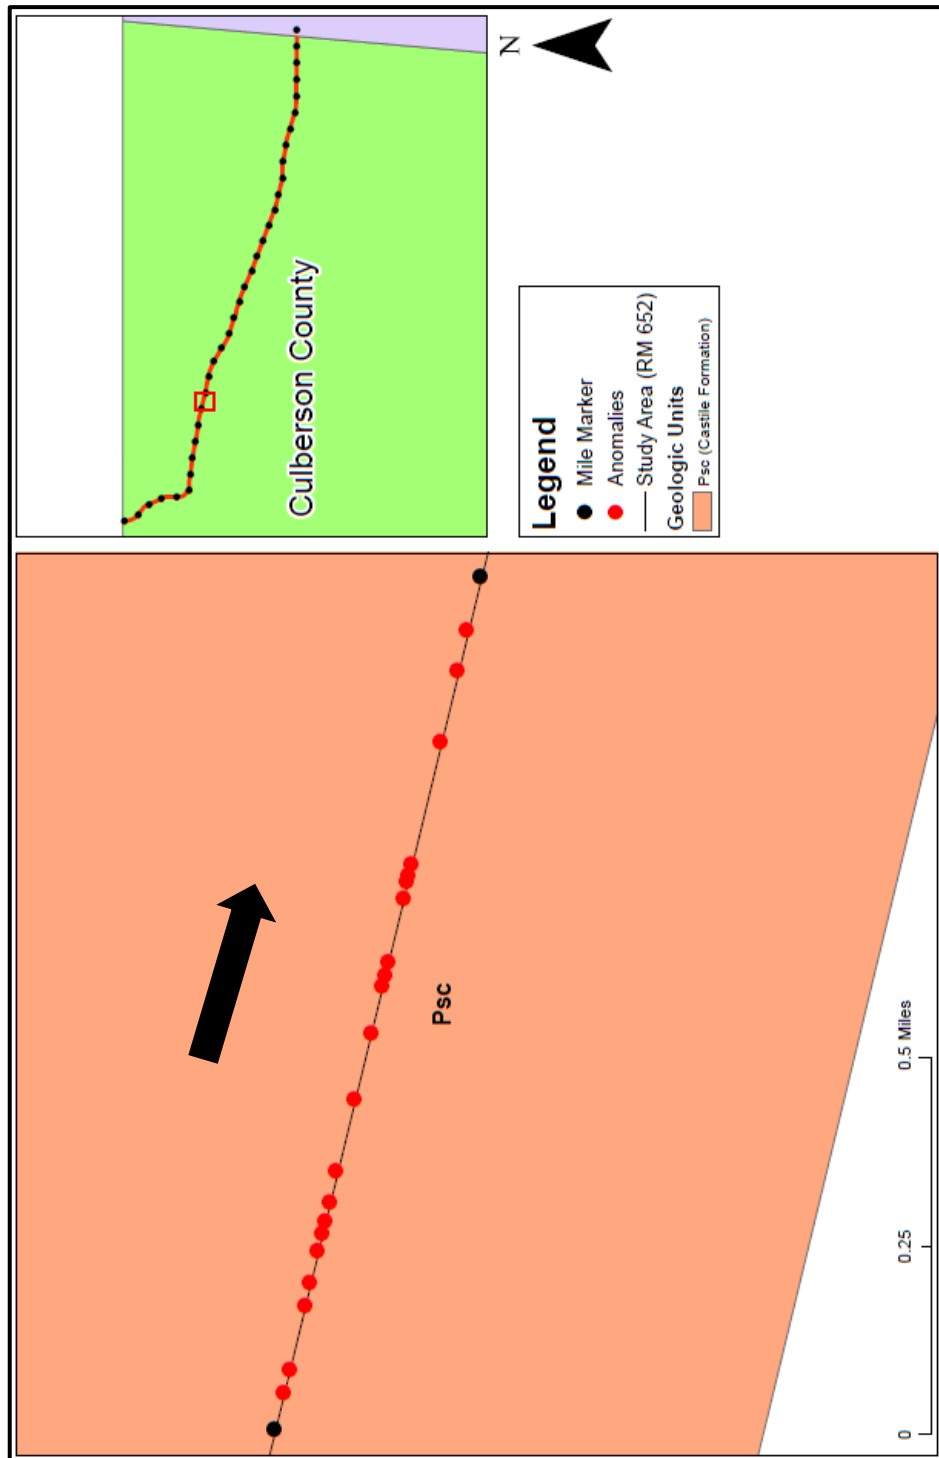 Culberson County
N
Legend
Mile Marker
Anomalies
Study Area (RM 652)
Geologic Units
Psc (Castile Formation)
Psc
0 0.25 0.5 Miles